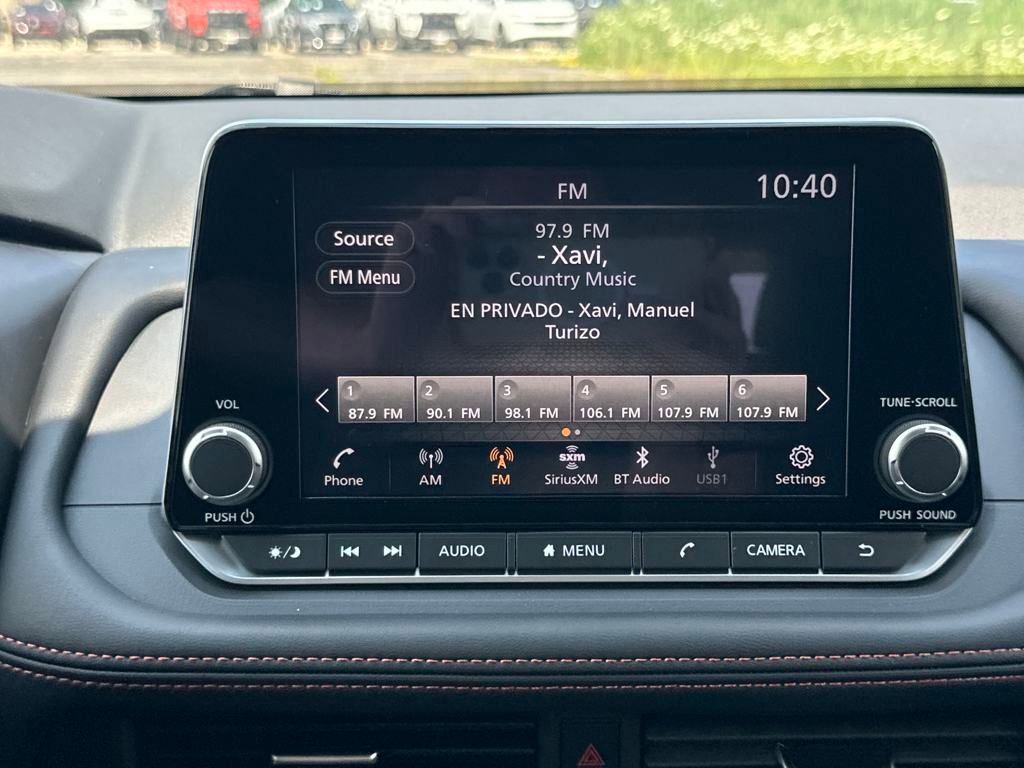 FM
10:40
Source
97.9 FM
- Xavi,
FM Menu
Country Music
EN PRIVADO - Xavi, Manuel
Turizo
1 2 3 4 5 6
87.9 FM 90.1 FM 98.1 FM 106.1 FM 107.9 FM 107.9 FM
VOL
TUNE·SCROLL
sxm
Phone AM FM SiriusXM BT Audio USB1 Settings
PUSH
PUSH SOUND
AUDIO MENU CAMERA